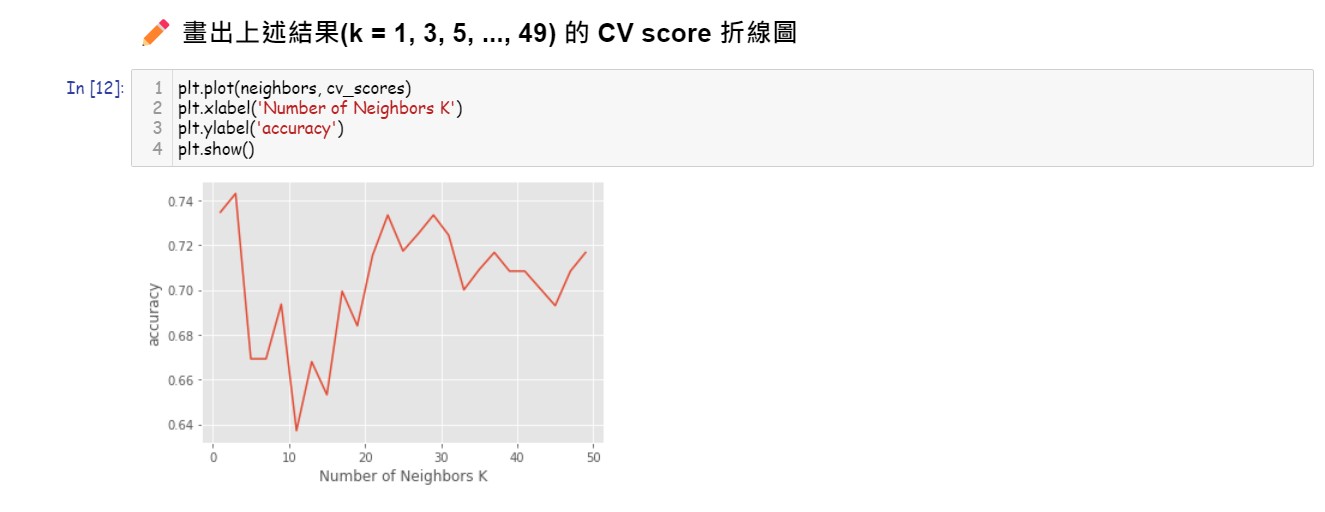 畫出上述結果(k = 1, 3, 5, ..., 49) 的 CV score 折線圖
In [12]:
1 plt.plot(neighbors, cv_scores)
2 plt.xlabel('Number of Neighbors K')
3 plt.ylabel('accuracy')
4 plt.show()
0.74
0.72
0.70
0.68
0.66
0.64
accuracy
0 10 20 30 40 50
Number of Neighbors K